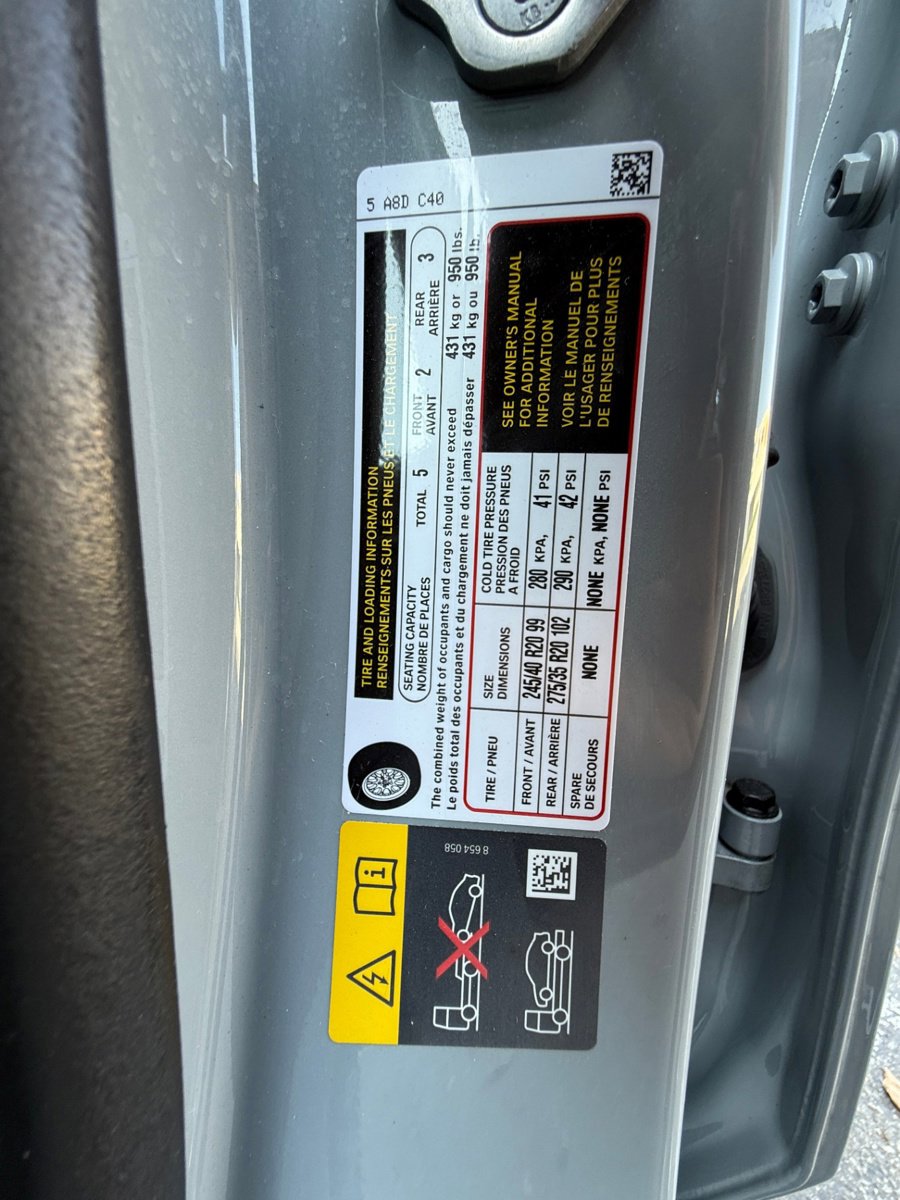 KB
5 A8D C40
TIRE AND LOADING INFORMATION
RENSEIGNEMENTS SUR LES PNEUS ET LE CHARGEMENT
SEATING CAPACITY
NOMBRE DE PLACES
TOTAL 5
FRONT
AVANT 2
REAR
ARRIÈRE 3
The combined weight of occupants and cargo should never exceed 431 kg or 950 lbs.
Le poids total des occupants et du chargement ne doit jamais dépasser 431 kg ou 950 lb.
TIRE / PNEU
SIZE
DIMENSIONS
COLD TIRE PRESSURE
PRESSION DES PNEUS
A FROID
FRONT / AVANT 245/40 R20 99 280 KPA, 41 PSI
REAR / ARRIÈRE 275/35 R20 102 290 KPA, 42 PSI
SPARE
DE SECOURS NONE NONE KPA, NONE PSI
SEE OWNER'S MANUAL
FOR ADDITIONAL
INFORMATION
VOIR LE MANUEL DE
L'USAGER POUR PLUS
DE RENSEIGNEMENTS
8 654 058